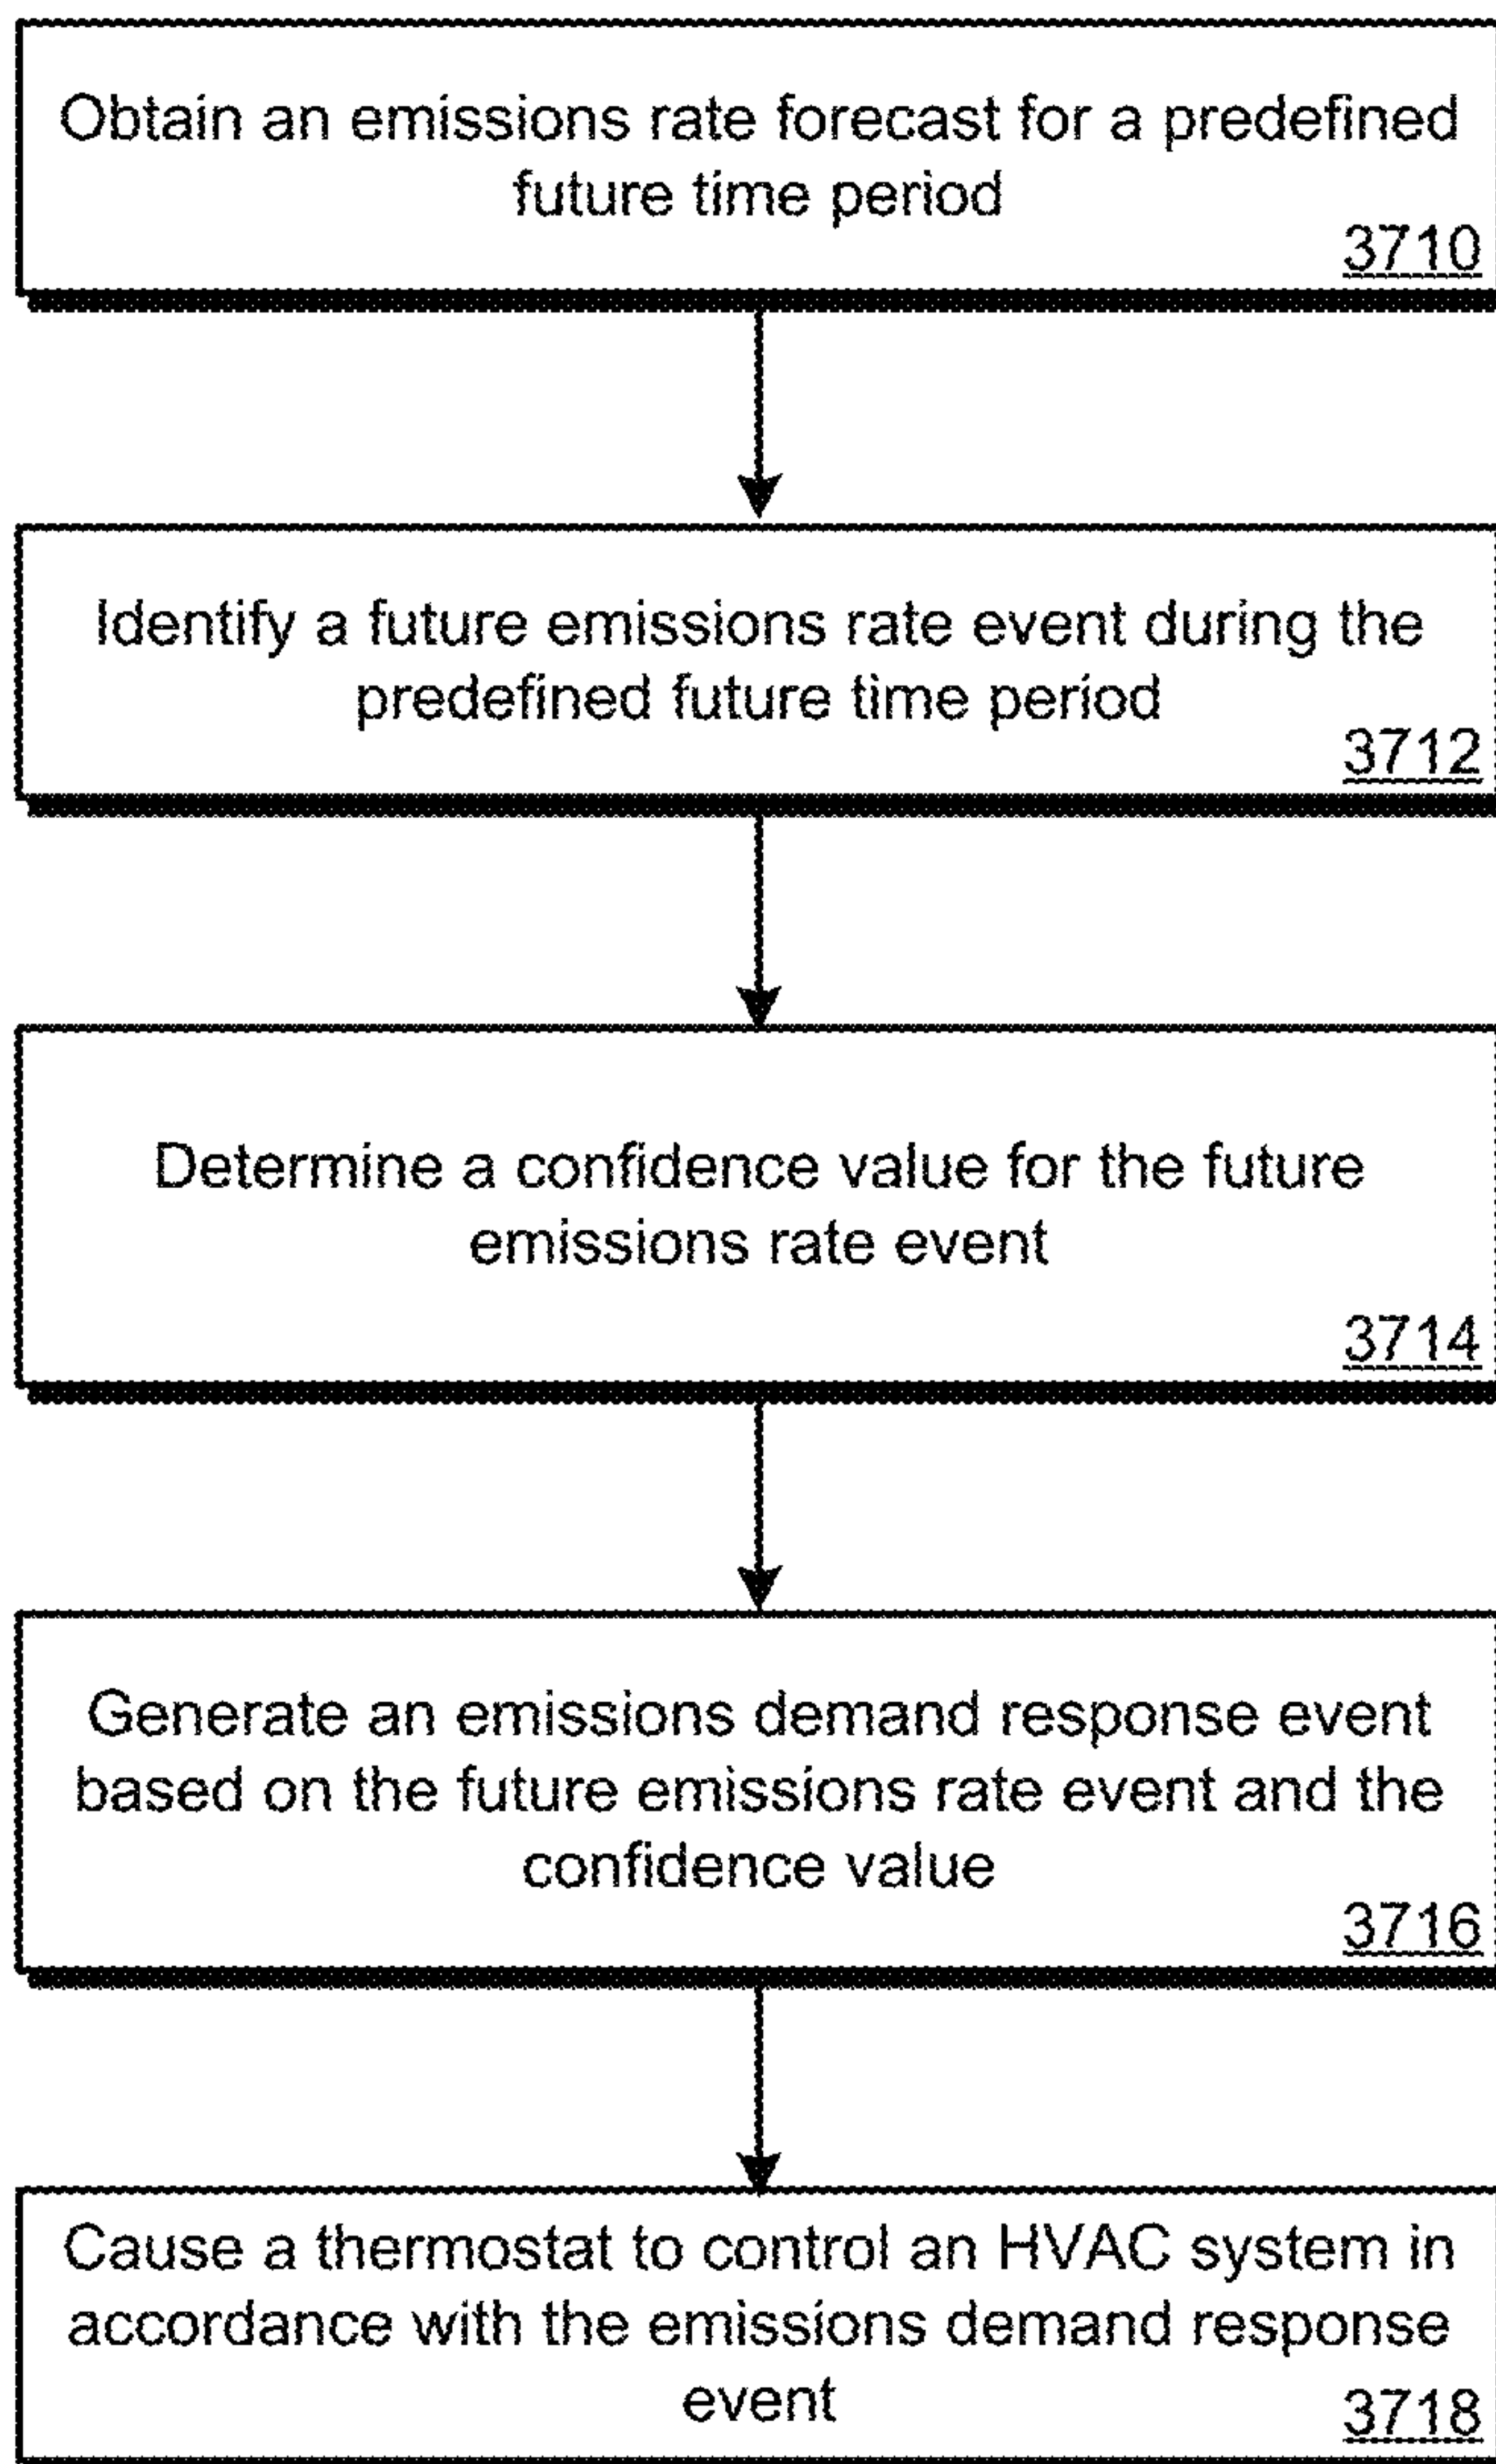 Obtain an emissions rate forecast for a predefined
future time period
3710
Identify a future emissions rate event during the
predefined future time period
3712
Determine a confidence value for the future
emissions rate event
3714
Generate an emissions demand response event
based on the future emissions rate event and the
confidence value
3716
Cause a thermostat to control an HVAC system in
accordance with the emissions demand response
event
3718